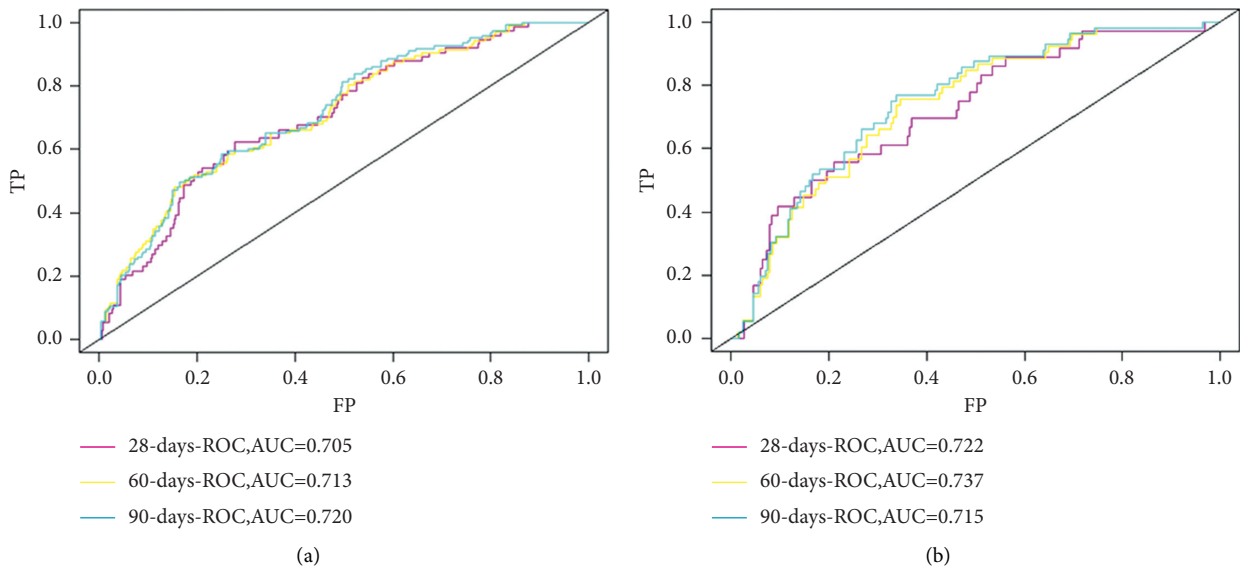 1.0
0.8
0.6
0.4
0.2
0.0
TP
0.0 0.2 0.4 0.6 0.8 1.0
FP
28-days-ROC,AUC=0.705
60-days-ROC,AUC=0.713
90-days-ROC,AUC=0.720
(a)
1.0
0.8
0.6
0.4
0.2
0.0
TP
0.0 0.2 0.4 0.6 0.8 1.0
FP
28-days-ROC,AUC=0.722
60-days-ROC,AUC=0.737
90-days-ROC,AUC=0.715
(b)